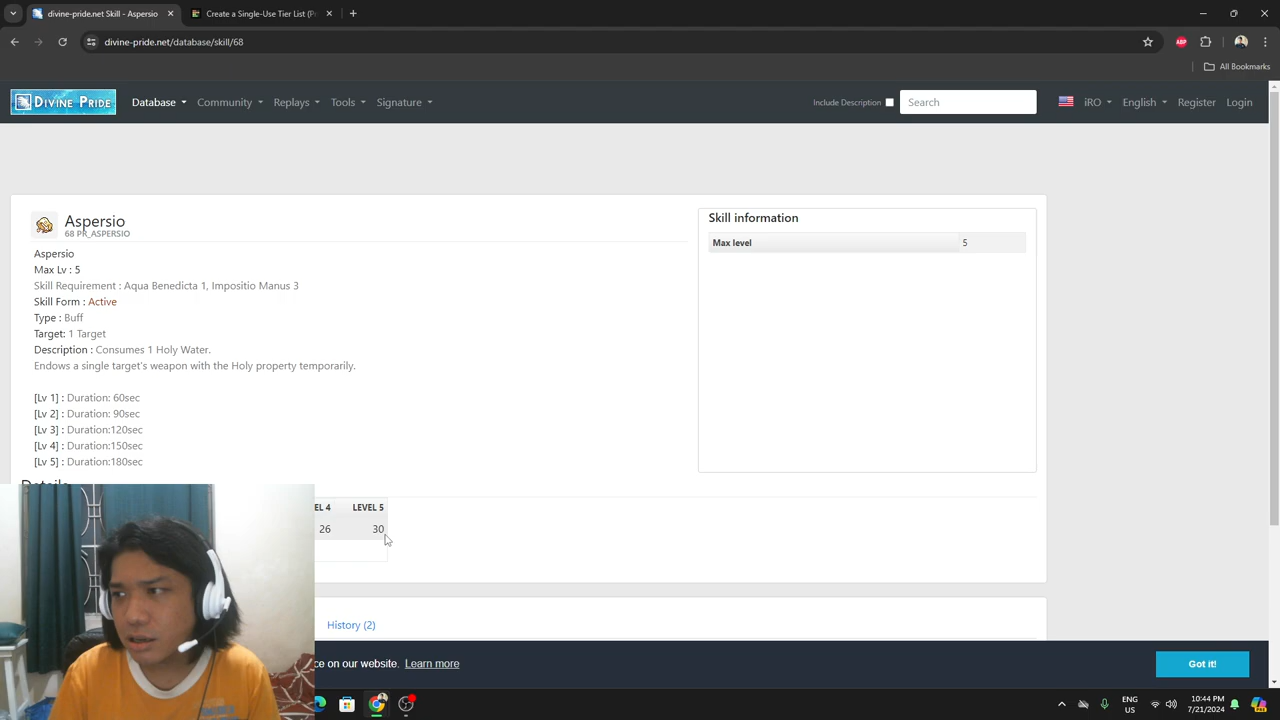 divine-pride.net Skill - Aspersio
Create a Single-Use Tier List (P
divine-pride.net/database/skill/68
ABP
All Bookmarks
DIVINE PRIDE
Database
Community
Replays
Tools
Signature
Include Description
Search
iRO
English
Register
Login
Aspersio
68 PR_ASPERSIO
Skill information
Max level 5
Aspersio
Max Lv : 5
Skill Requirement : Aqua Benedicta 1, Impositio Manus 3
Skill Form : Active
Type : Buff
Target: 1 Target
Description : Consumes 1 Holy Water.
Endows a single target's weapon with the Holy property temporarily.
[Lv 1] : Duration: 60sec
[Lv 2] : Duration: 90sec
[Lv 3] : Duration:120sec
[Lv 4] : Duration:150sec
[Lv 5] : Duration:180sec
Details
EL 4 LEVEL 5
26 30
History (2)
ce on our website. Learn more
Got it!
ENG
US
10:44 PM
7/21/2024